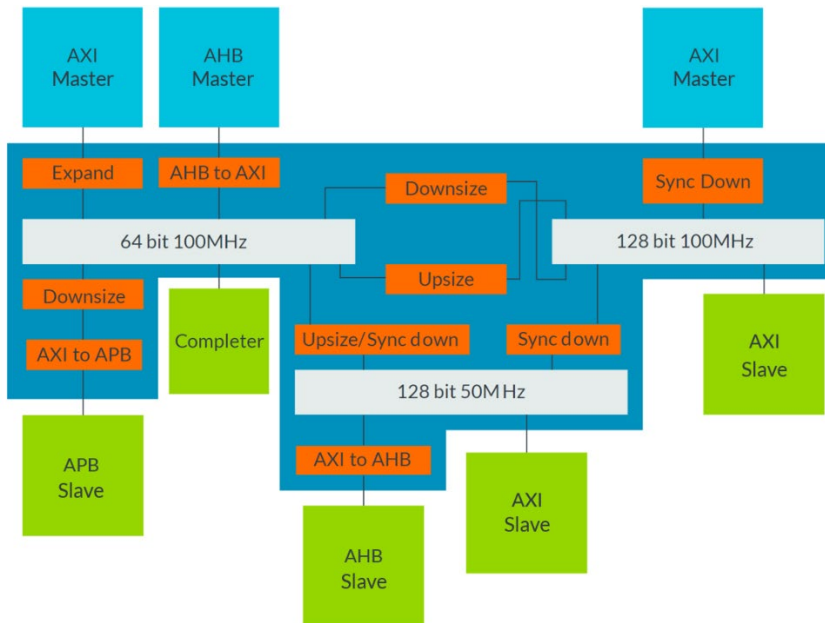 AXI
Master
AHB
Master
AXI
Master
Expand
AHB to AXI
Downsize
Sync Down
64 bit 100MHz
128 bit 100MHz
Downsize
Upsize
AXI to APB
Completer
Upsize/Sync down
Sync down
AXI
Slave
128 bit 50MHz
APB
Slave
AXI to AHB
AXI
Slave
AHB
Slave